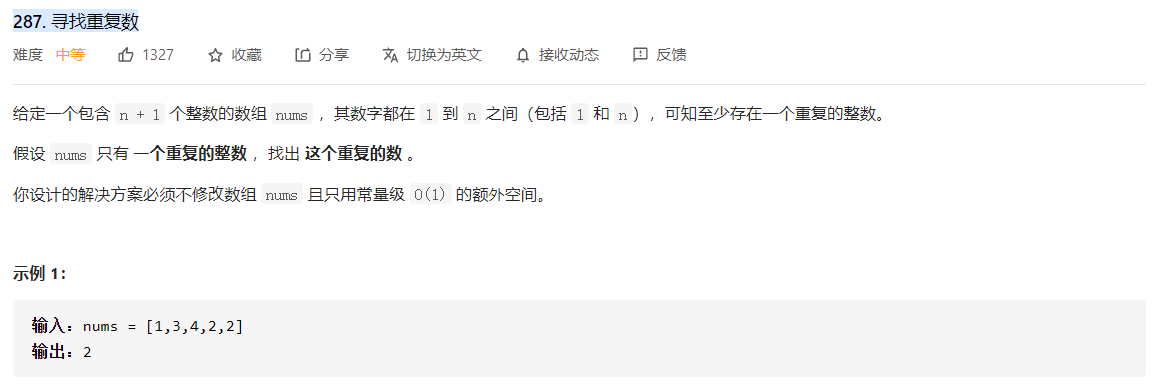 287. 寻找重复数
难度 中等 1327 收藏 分享 切换为英文 接收动态 反馈
给定一个包含 n + 1 个整数的数组 nums ，其数字都在 1 到 n 之间（包括 1 和 n），可知至少存在一个重复的整数。
假设 nums 只有 一个重复的整数 ，找出 这个重复的数 。
你设计的解决方案必须不修改数组 nums 且只用常量级 O(1) 的额外空间。
示例 1：
输入：nums = [1,3,4,2,2]
输出：2